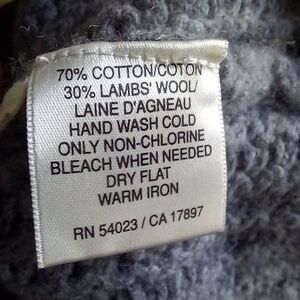 70% COTTON/COTON
30% LAMBS' WOOL/
LAINE D'AGNEAU
HAND WASH COLD
ONLY NON-CHLORINE
BLEACH WHEN NEEDED
DRY FLAT
WARM IRON
RN 54023 / CA 17897